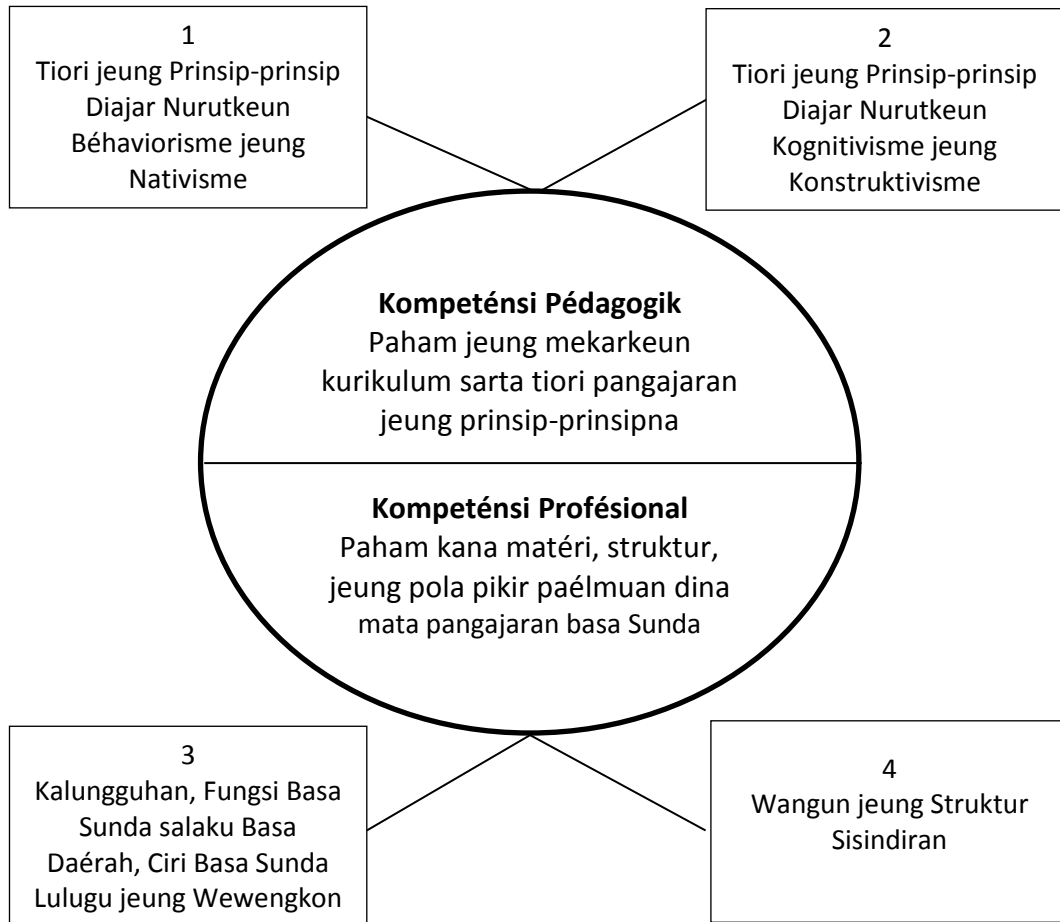 1
Tiori jeung Prinsip-prinsip
Diajar Nurutkeun
Béhaviorisme jeung
Nativisme
2
Tiori jeung Prinsip-prinsip
Diajar Nurutkeun
Kognitivisme jeung
Konstruktivisme
Kompeténsi Pédagogik
Paham jeung mekarkeun
kurikulum sarta tiori pangajaran
jeung prinsip-prinsipna
Kompeténsi Profésional
Paham kana matéri, struktur,
jeung pola pikir paélmuan dina
mata pangajaran basa Sunda
3
Kalungguhan, Fungsi Basa
Sunda salaku Basa
Daérah, Ciri Basa Sunda
Lulugu jeung Wewengkon
4
Wangun jeung Struktur
Sisindiran